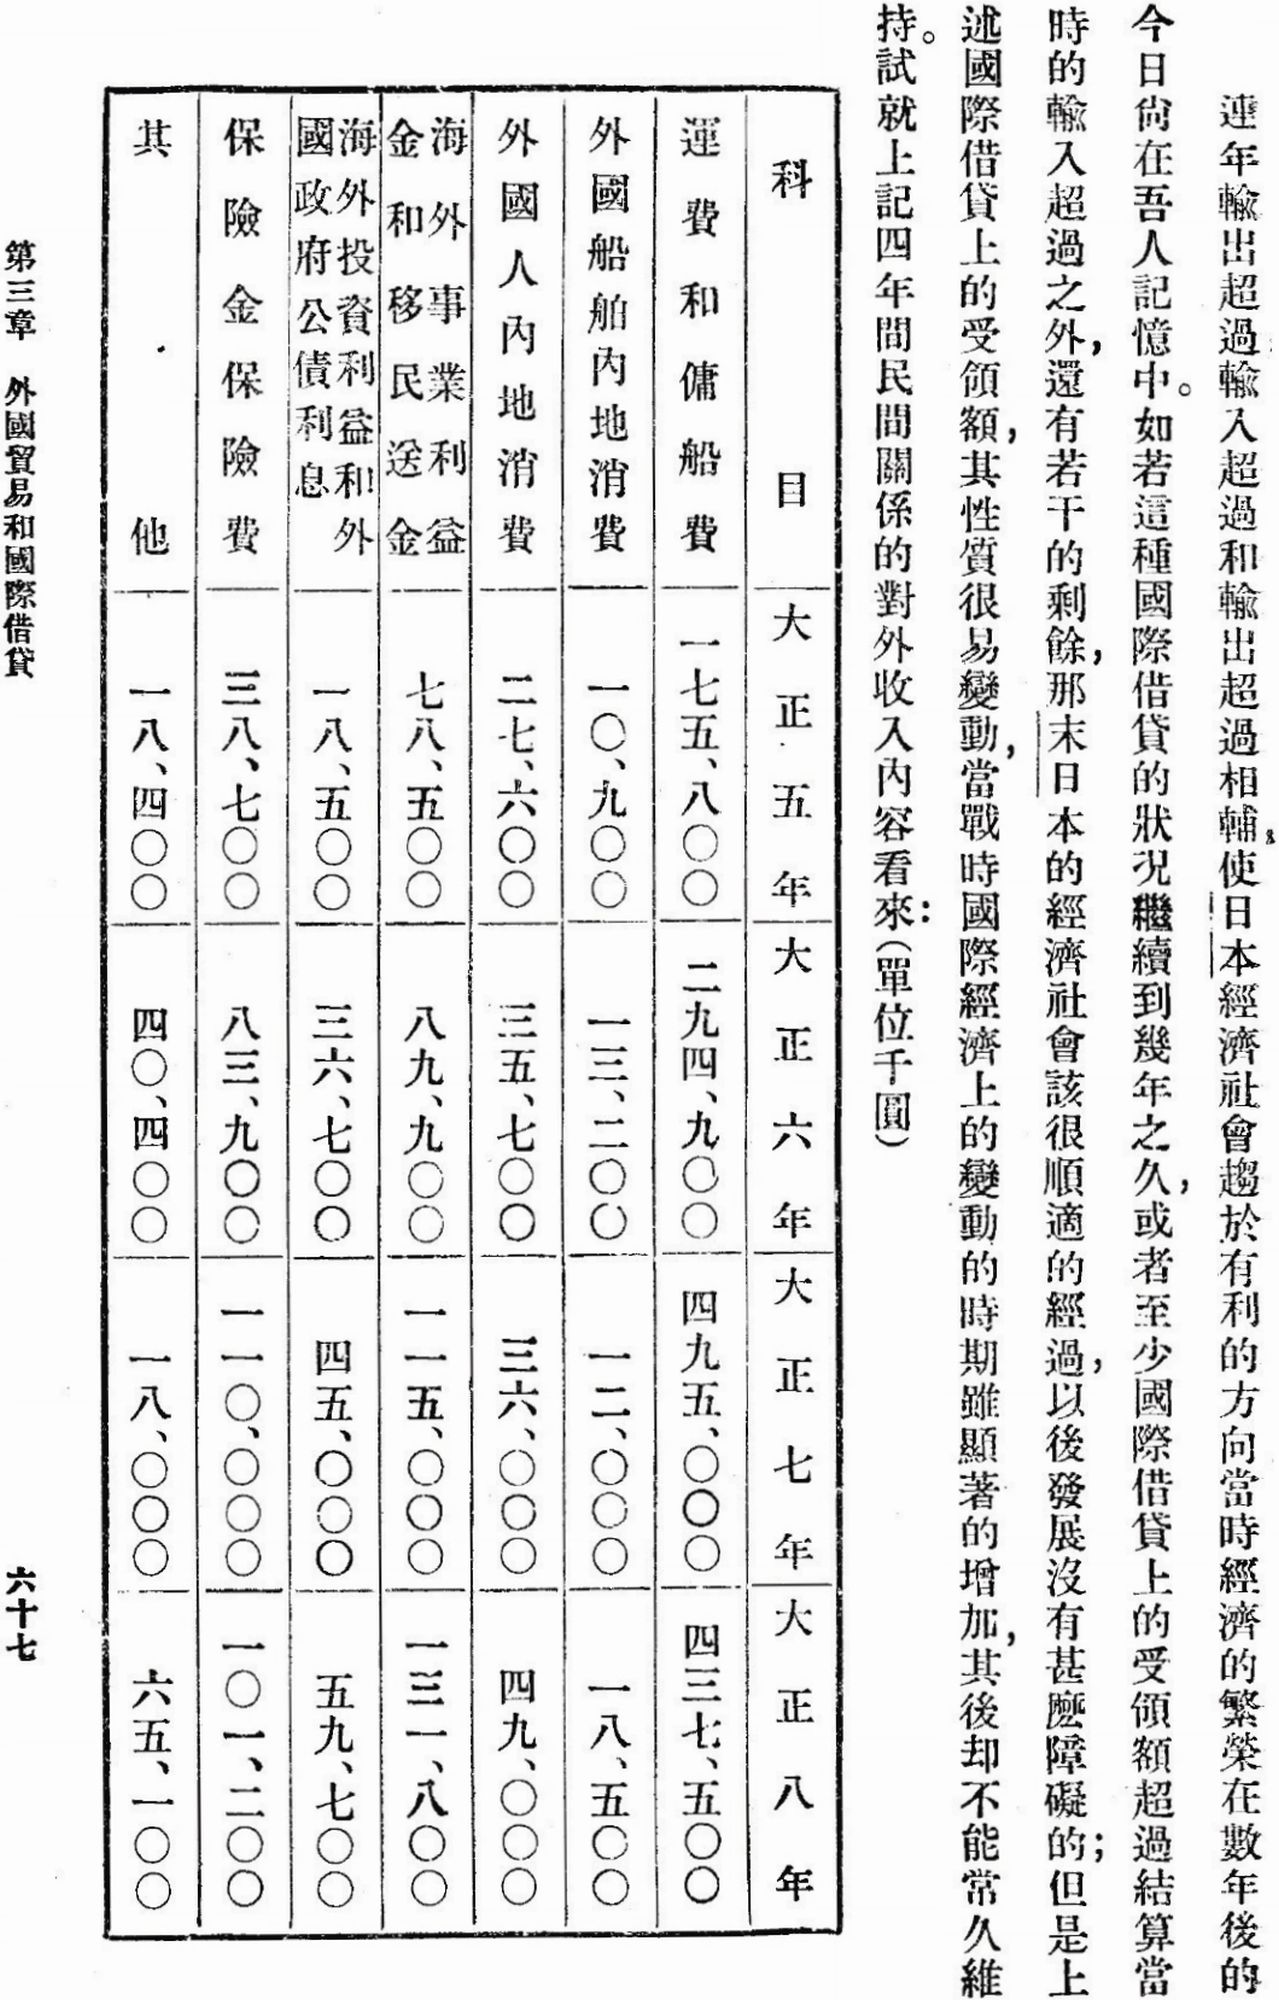 連年輸出超過輸入超過和輸出超過相輔，使日本經濟社會趨於有利的方向當時經濟的繁榮在數年後的
今日尙在吾人記憶中。如若這種國際借貸的狀況繼續到幾年之久，或者至少國際借貸上的受領額超過結算當
時的輸入超過之外，還有若干的剩餘，那末日本的經濟社會該很順適的經過，以後發展沒有甚麽障礙的；但是上
述國際借貸上的受領額，其性質很易變動，當戰時國際經濟上的變動的時期雖顯著的增加，其後却不能常久維
持。試就上記四年間民間關係的對外收入內容看來：（單位千圓）
科目　大正五年　大正六年　大正七年　大正八年
運費和傭船費　一七五、八〇〇　二九四、九〇〇　四九五、〇〇〇　四三七、五〇〇
外國船舶內地消費　一〇、九〇〇　一三、二〇〇　一二、〇〇〇　一八、五〇〇
外國人內地消費　二七、六〇〇　三五、七〇〇　三六、〇〇〇　四九、〇〇〇
海外事業利益金和移民送金　七八、五〇〇　八九、九〇〇　一一五、〇〇〇　一三一、八〇〇
海外投資利益和外國政府公債利息　一八、五〇〇　三六、七〇〇　四五、〇〇〇　五九、七〇〇
保險金保險費　三八、七〇〇　八三、九〇〇　一一〇、〇〇〇　一〇一、二〇〇
其他　一八、四〇〇　四〇、四〇〇　一八、〇〇〇　六五、一〇〇
第三章　外國貿易和國際借貸
六十七